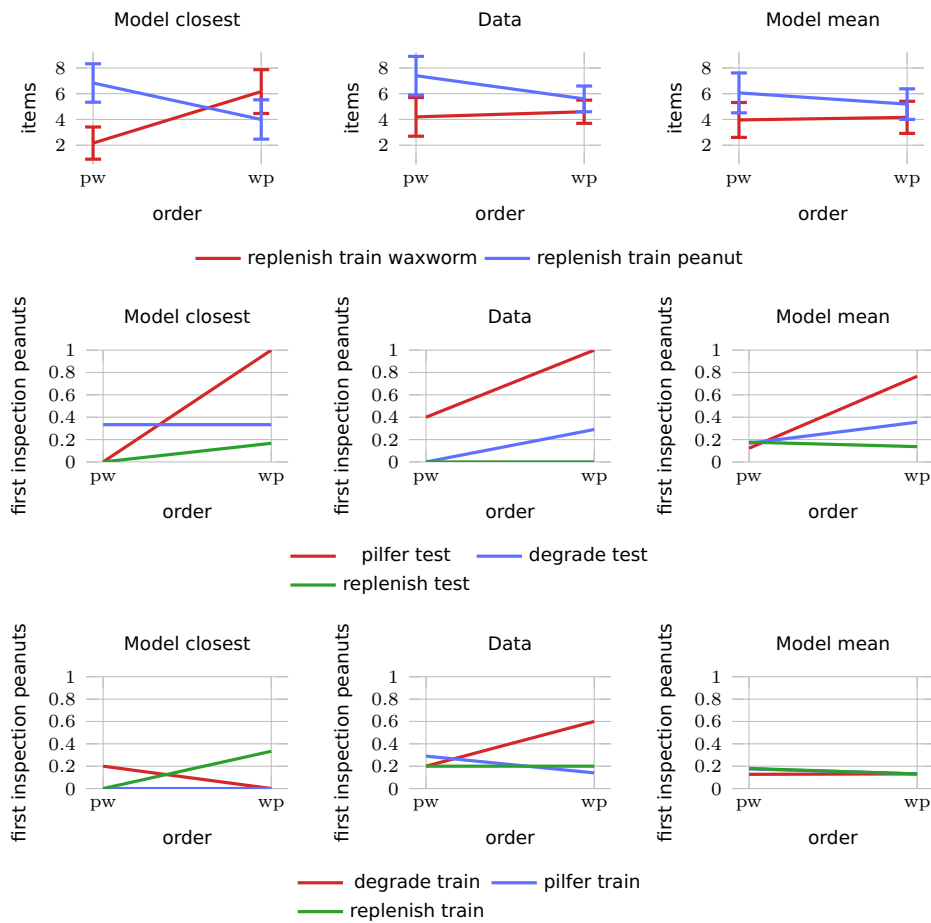 Model closest
Data
Model mean
8
6
4
2
items
pw
wp
order
8
6
4
2
items
pw
wp
order
8
6
4
2
items
pw
wp
order
replenish train waxworm
replenish train peanut
Model closest
Data
Model mean
first inspection peanuts
1
0.8
0.6
0.4
0.2
0
pw
wp
order
first inspection peanuts
1
0.8
0.6
0.4
0.2
0
pw
wp
order
first inspection peanuts
1
0.8
0.6
0.4
0.2
0
pw
wp
order
pilfer test
degrade test
replenish test
Model closest
Data
Model mean
first inspection peanuts
1
0.8
0.6
0.4
0.2
0
pw
wp
order
first inspection peanuts
1
0.8
0.6
0.4
0.2
0
pw
wp
order
first inspection peanuts
1
0.8
0.6
0.4
0.2
0
pw
wp
order
degrade train
pilfer train
replenish train